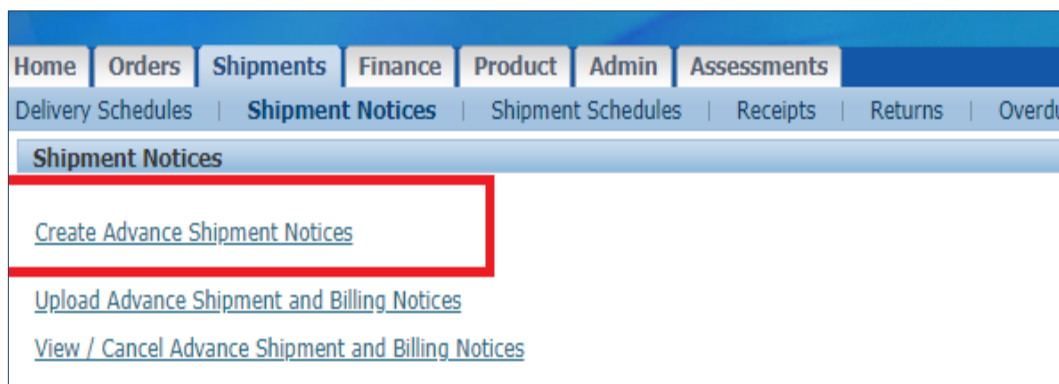 Home Orders Shipments Finance Product Admin Assessments
Delivery Schedules | Shipment Notices | Shipment Schedules | Receipts | Returns |
Shipment Notices
Create Advance Shipment Notices
Upload Advance Shipment and Billing Notices
View / Cancel Advance Shipment and Billing Notices